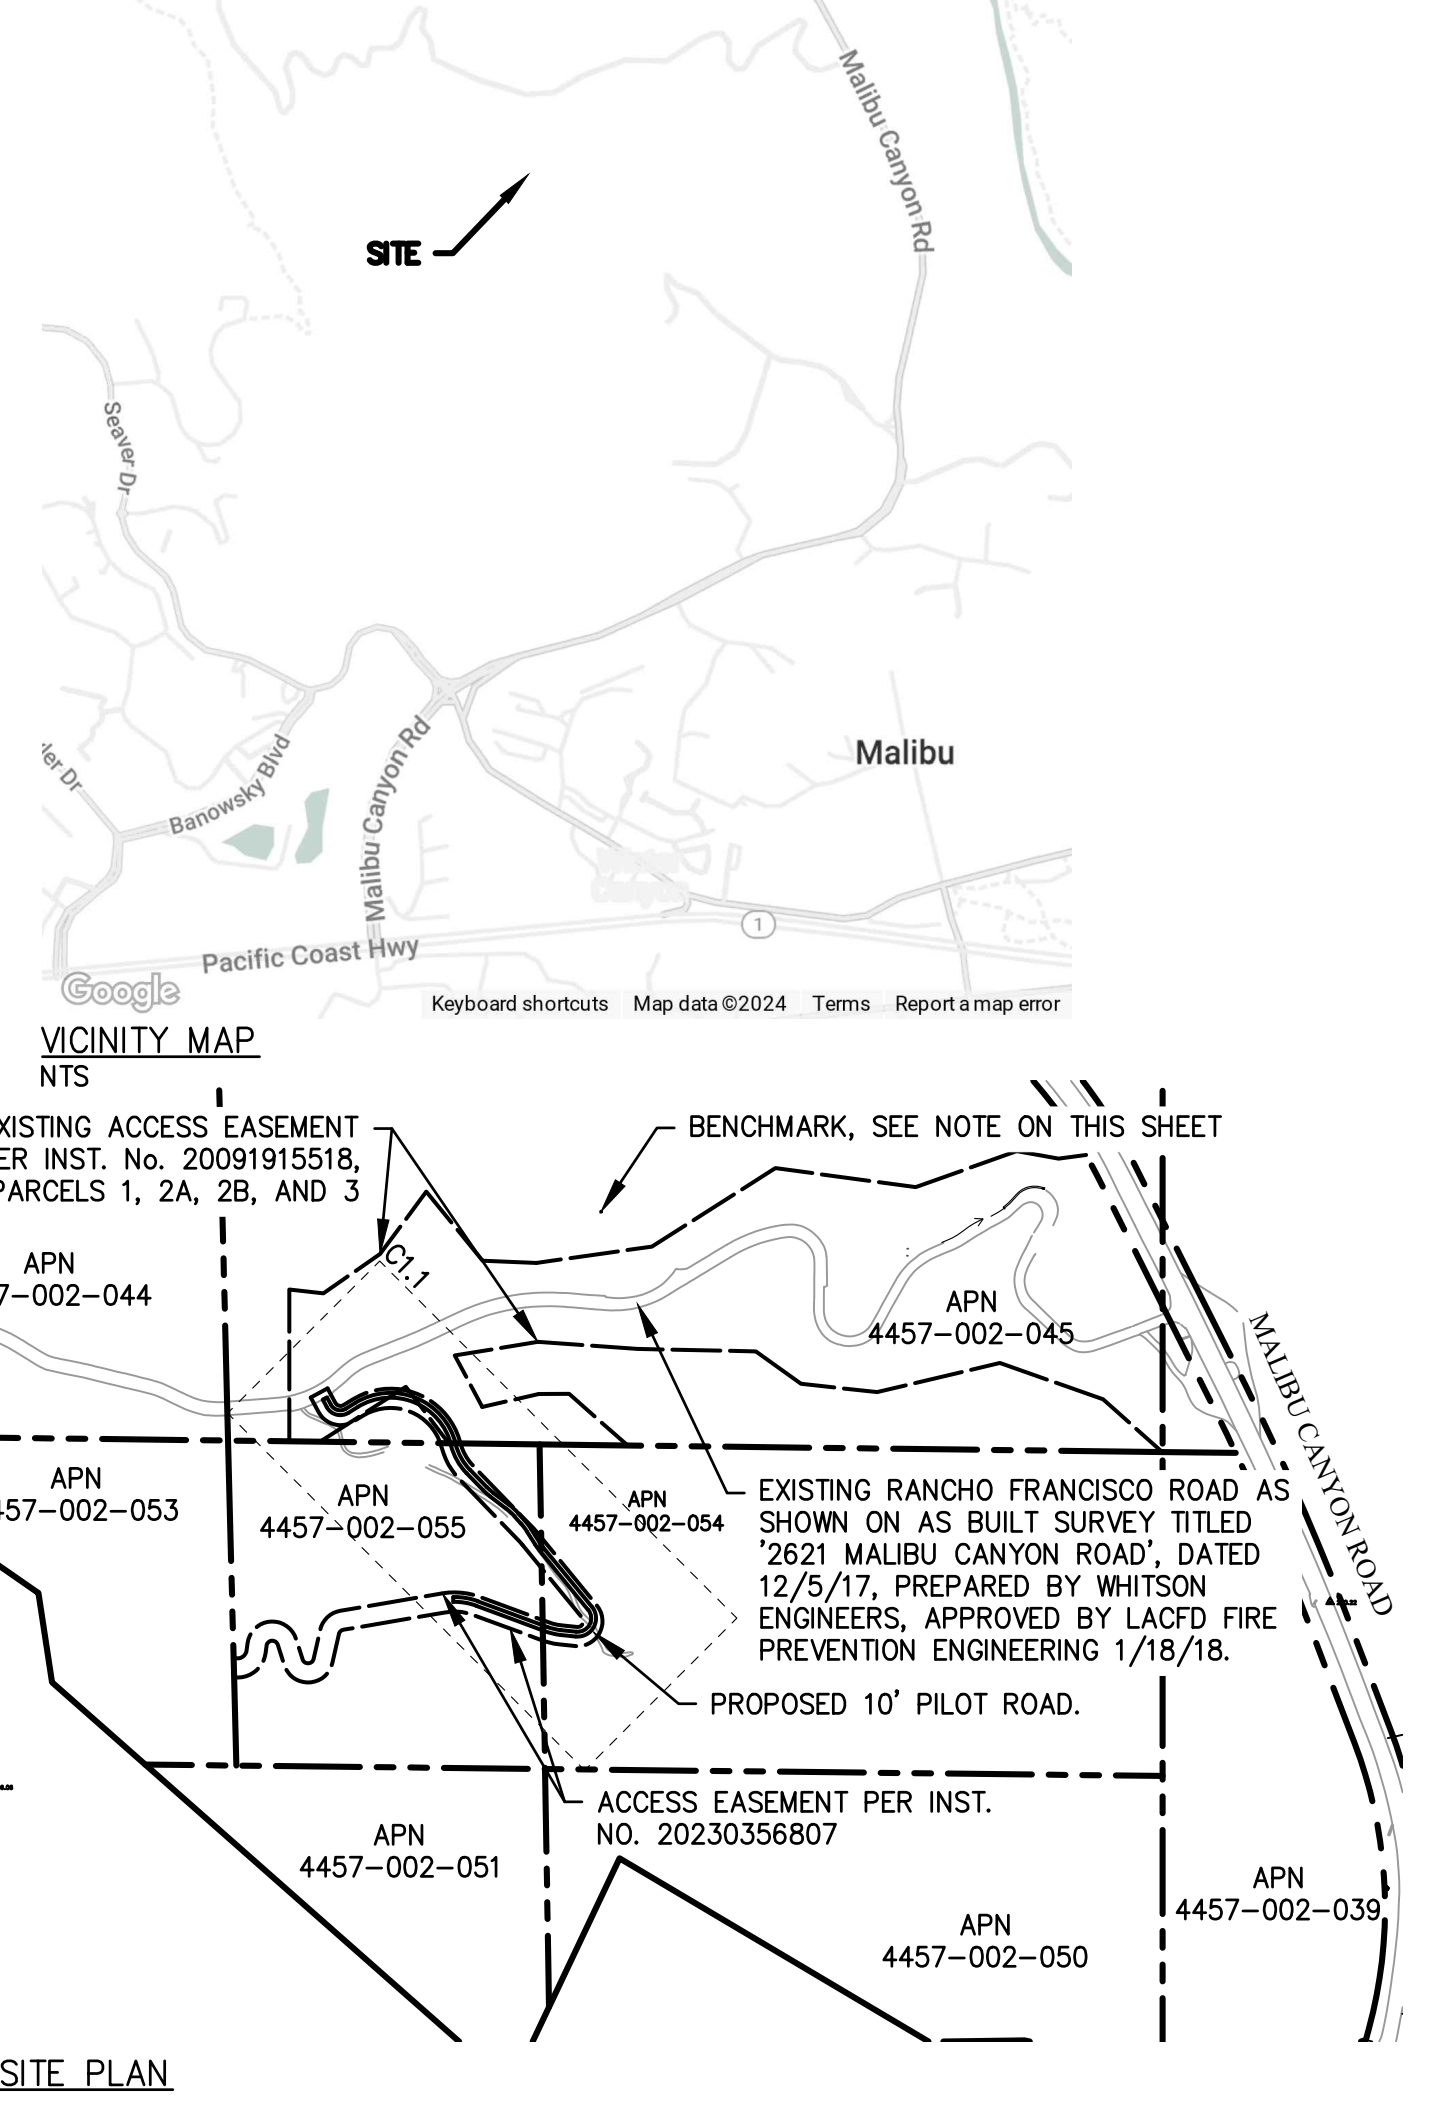 Malibu Canyon Rd
SITE
Seaver Dr
Malibu
Malibu Canyon Rd
Banowsky Blvd
der Dr
1
Pacific Coast Hwy
Google
Keyboard shortcuts Map data ©2024 Terms Report a map error
VICINITY MAP
NTS
XISTING ACCESS EASEMENT
ER INST. No. 20091915518,
PARCELS 1, 2A, 2B, AND 3
BENCHMARK, SEE NOTE ON THIS SHEET
C1.1
APN
7-002-044
APN
4457-002-045
MALIBU CANYON ROAD
APN
457-002-053
APN
4457-002-055
APN
4457-002-054
EXISTING RANCHO FRANCISCO ROAD AS
SHOWN ON AS BUILT SURVEY TITLED
'2621 MALIBU CANYON ROAD', DATED
12/5/17, PREPARED BY WHITSON
ENGINEERS, APPROVED BY LACFD FIRE
PREVENTION ENGINEERING 1/18/18.
PROPOSED 10' PILOT ROAD.
ACCESS EASEMENT PER INST.
NO. 20230356807
APN
4457-002-051
APN
4457-002-050
APN
4457-002-039
SITE PLAN